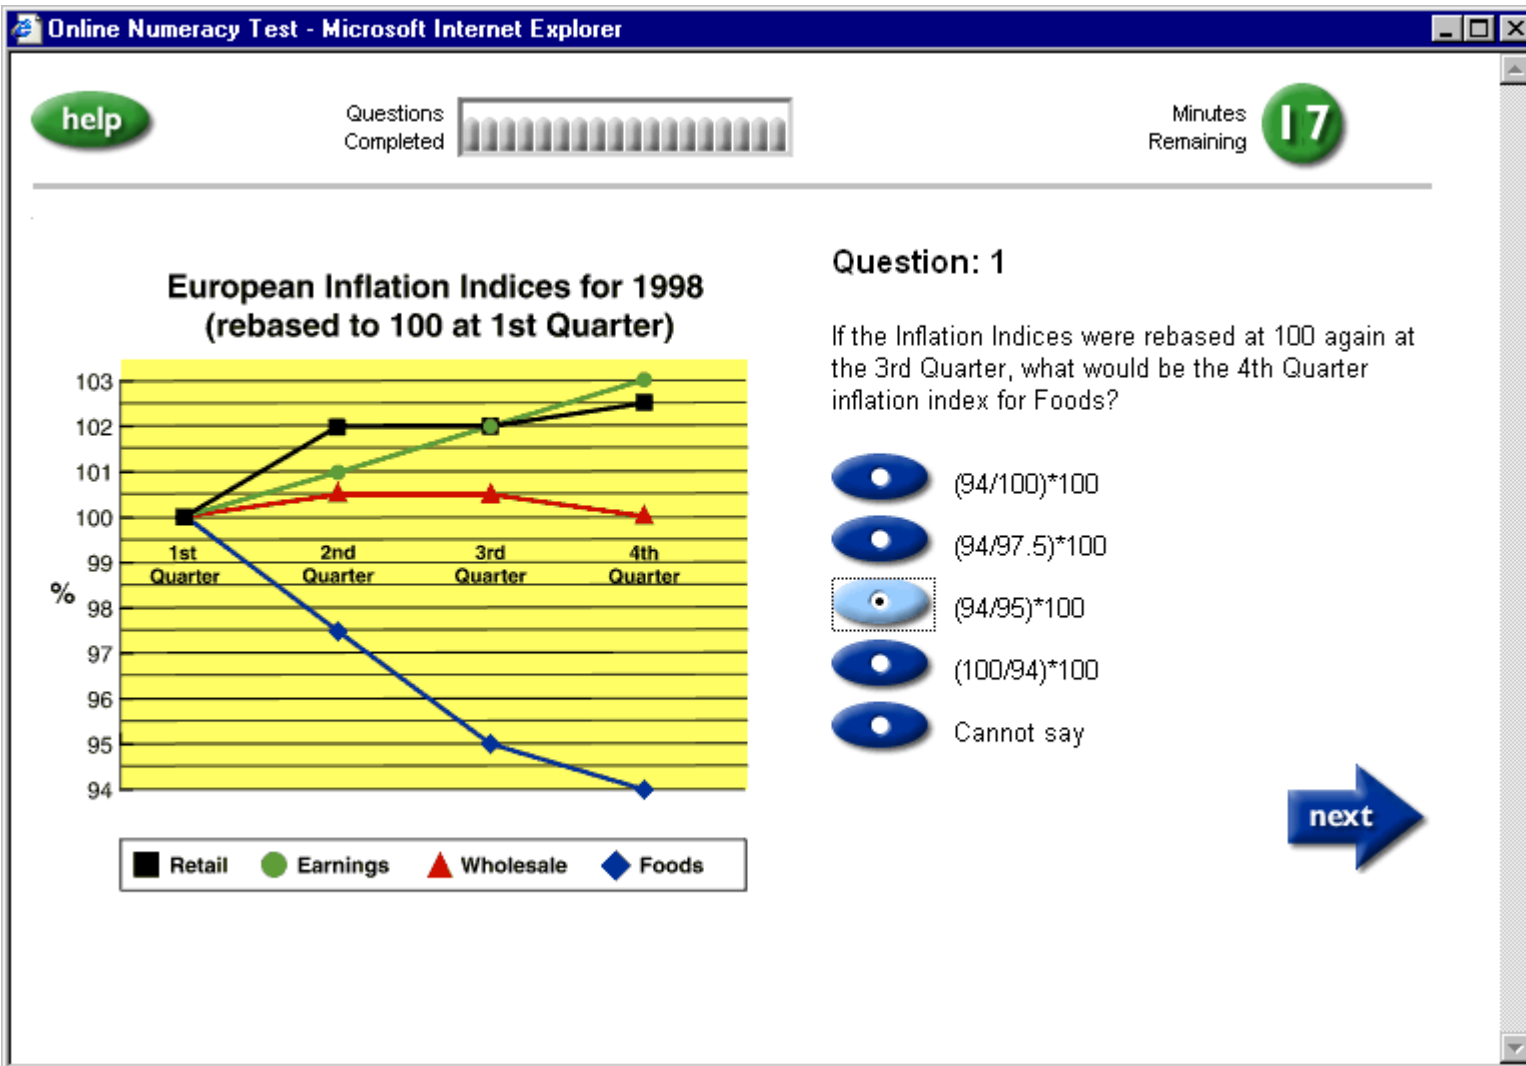 Online Numeracy Test - Microsoft Internet Explorer
help
Questions
Completed
Minutes
Remaining
17
European Inflation Indices for 1998
(rebased to 100 at 1st Quarter)
103
102
101
100
99
98
97
96
95
94
%
1st
Quarter
2nd
Quarter
3rd
Quarter
4th
Quarter
Retail
Earnings
Wholesale
Foods
Question: 1
If the Inflation Indices were rebased at 100 again at
the 3rd Quarter, what would be the 4th Quarter
inflation index for Foods?
(94/100)*100
(94/97.5)*100
(94/95)*100
(100/94)*100
Cannot say
next